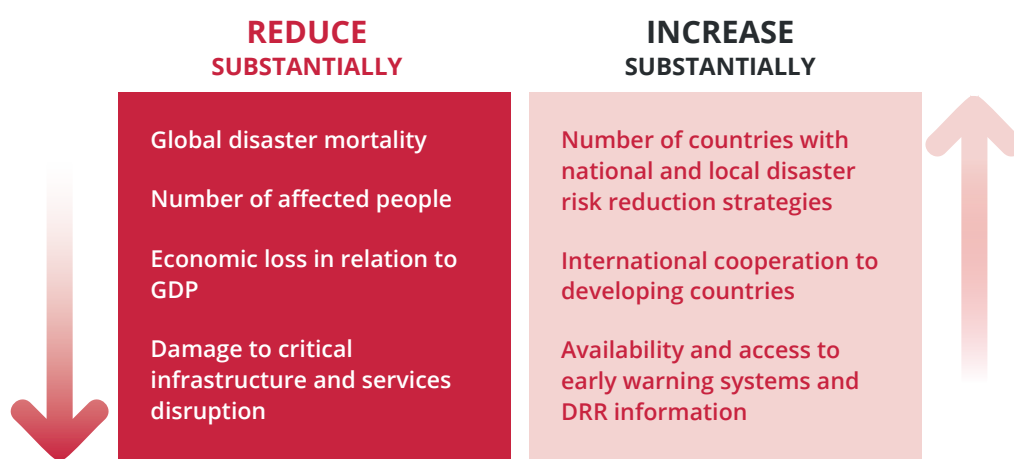 REDUCE
SUBSTANTIALLY
Global disaster mortality
Number of affected people
Economic loss in relation to
GDP
Damage to critical
infrastructure and services
disruption
INCREASE
SUBSTANTIALLY
Number of countries with
national and local disaster
risk reduction strategies
International cooperation to
developing countries
Availability and access to
early warning systems and
DRR information